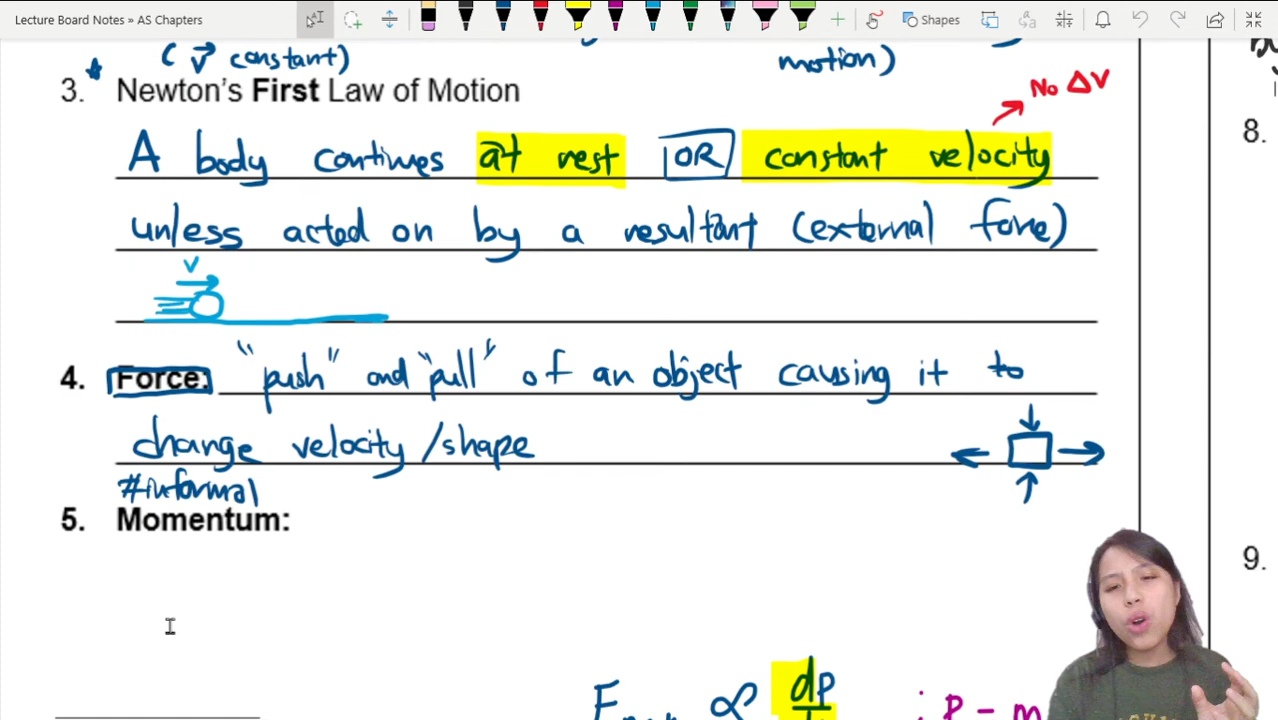 Lecture Board Notes » AS Chapters
Shapes
(v constant)
motion)
3. Newton's First Law of Motion
No ΔV
8.
A body continues at rest OR constant velocity
unless acted on by a resultant (external force)
v
4. Force: "push" and "pull" of an object causing it to
change velocity/shape
#informal
5. Momentum:
9.
F ∝ dp
: p = m